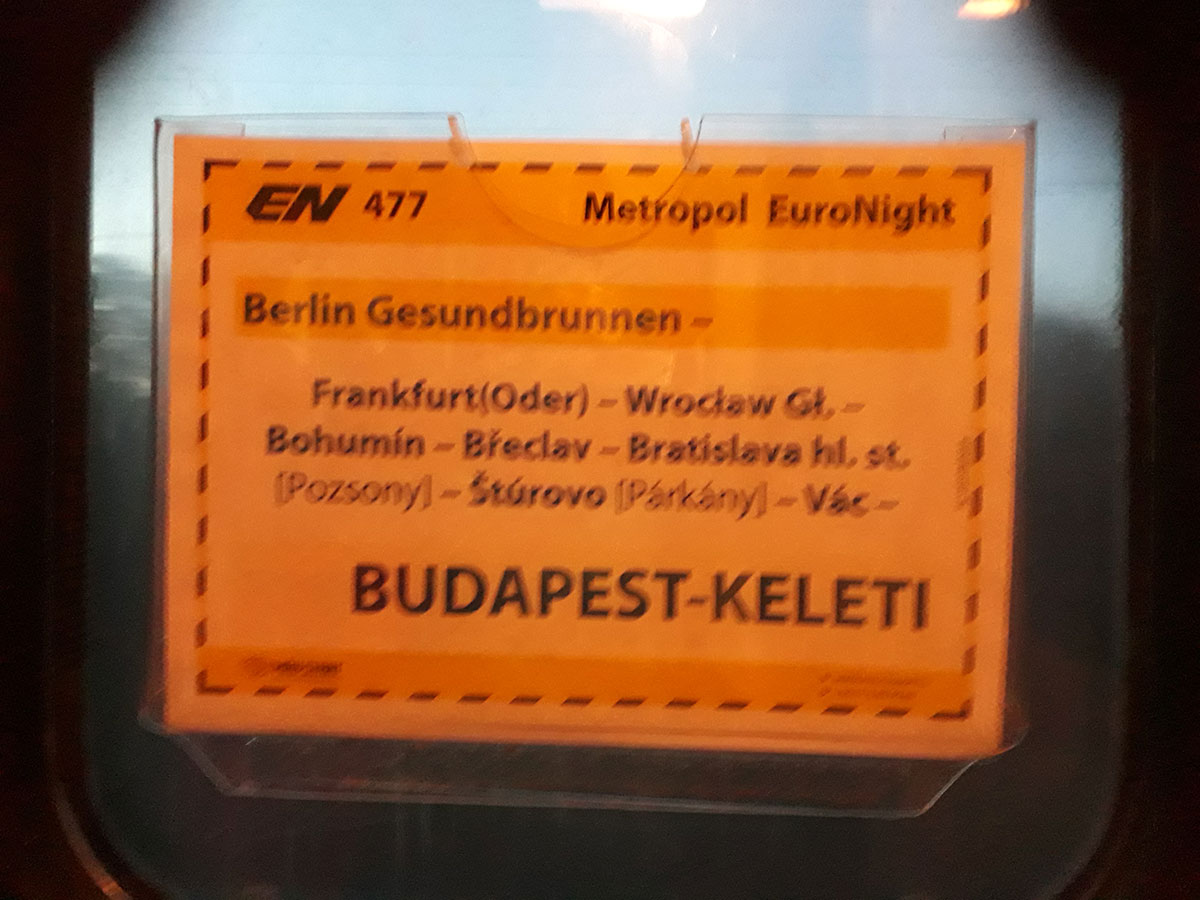 EN 477 Metropol EuroNight
Berlin Gesundbrunnen –
Frankfurt(Oder) – Wrocław Gł. –
Bohumín – Břeclav – Bratislava hl. st.
[Pozsony] – Štúrovo [Párkány] – Vác –
BUDAPEST-KELETI